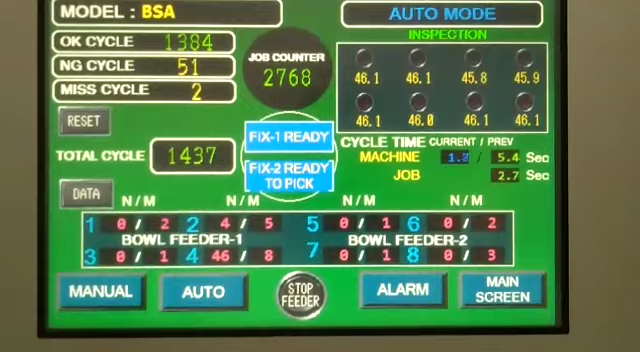 MODEL : BSA
AUTO MODE
OK CYCLE 1384
NG CYCLE 51
MISS CYCLE 2
JOB COUNTER
2768
INSPECTION
46.1 46.1 45.8 45.9
46.1 46.0 46.1 46.1
RESET
TOTAL CYCLE 1437
FIX-1 READY
FIX-2 READY
TO PICK
CYCLE TIME CURRENT / PREV
MACHINE / 5.4 Sec
JOB 2.7 Sec
DATA
N/M N/M N/M N/M
1 0 / 2 2 4 / 5 5 0 / 1 6 0 / 2
BOWL FEEDER-1 BOWL FEEDER-2
3 0 / 1 4 46 / 8 7 0 / 1 8 0 / 3
MANUAL
AUTO
STOP
FEEDER
ALARM
MAIN
SCREEN